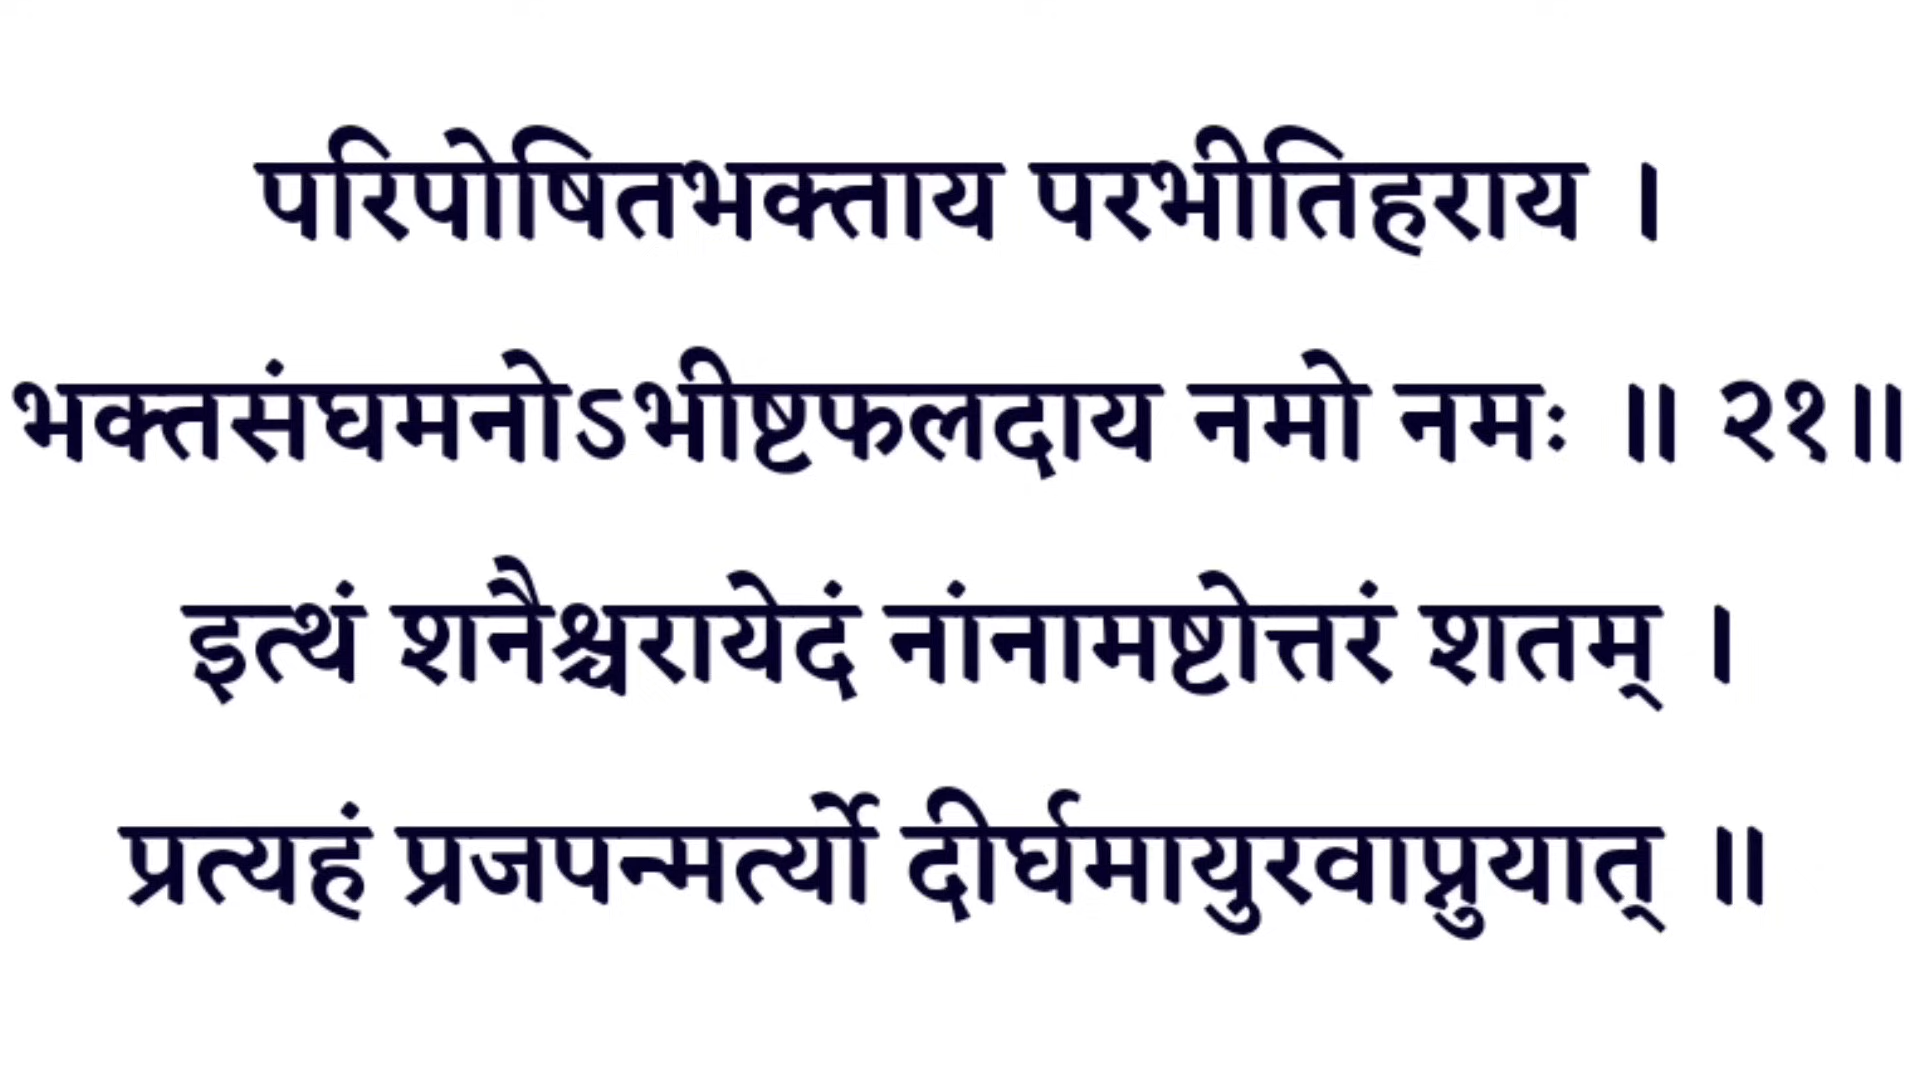 परिपोषितभक्ताय परभीतिहराय ।
भक्तसंघमनोऽभीष्टफलदाय नमो नमः ॥ २१॥
इत्थं शनैश्चरायेदं नांनामष्टोत्तरं शतम् ।
प्रत्यहं प्रजपन्मर्त्यो दीर्घमायुरवाप्नुयात् ॥